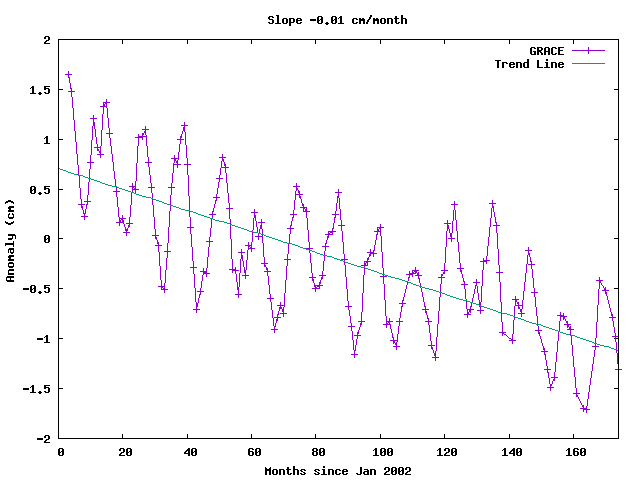 Slope -0.01 cm/month
GRACE
Trend Line
Anomaly (cm)
2
1.5
1
0.5
0
-0.5
-1
-1.5
-2
0 20 40 60 80 100 120 140 160
Months since Jan 2002